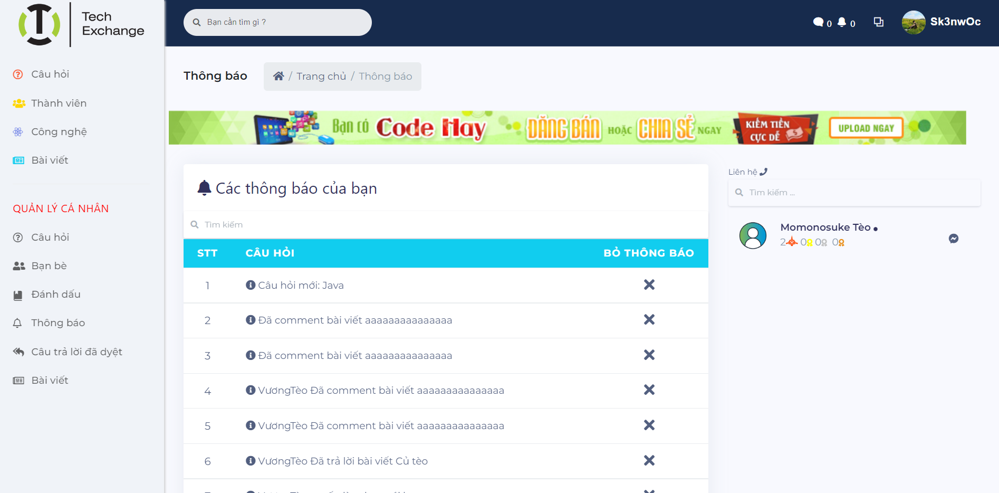 Tech
Exchange
Bạn cần tìm gì ?
0 0
Sk3nwOc
Câu hỏi
Thành viên
Công nghệ
Bài viết
QUẢN LÝ CÁ NHÂN
Câu hỏi
Bạn bè
Đánh dấu
Thông báo
Câu trả lời đã dyệt
Bài viết
Thông báo
/ Trang chủ / Thông báo
Bạn có Code Hay ĐĂNG BÁN HOẶC CHIA SẺ NGAY
KIẾM TIỀN
CỰC DỄ
UPLOAD NGAY
Các thông báo của bạn
Tìm kiếm
STT CÂU HỎI BỎ THÔNG BÁO
1 Câu hỏi mới: Java
2 Đã comment bài viết aaaaaaaaaaaaaaa
3 Đã comment bài viết aaaaaaaaaaaaaaa
4 VươngTèo Đã comment bài viết aaaaaaaaaaaaaaa
5 VươngTèo Đã comment bài viết aaaaaaaaaaaaaaa
6 VươngTèo Đã trả lời bài viết Củ tèo
Liên hệ
Tìm kiếm ...
Momonosuke Tèo
2 0 0 0